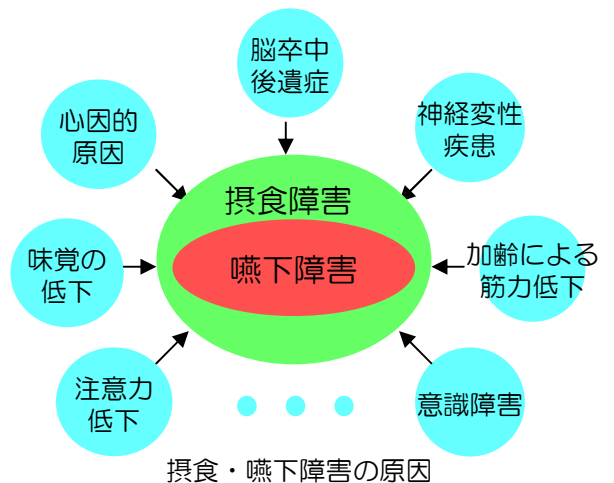 脳卒中
後遺症
心因的
原因
神経変性
疾患
摂食障害
味覚の
低下
嚥下障害
加齢による
筋力低下
注意力
低下
意識障害
摂食・嚥下障害の原因